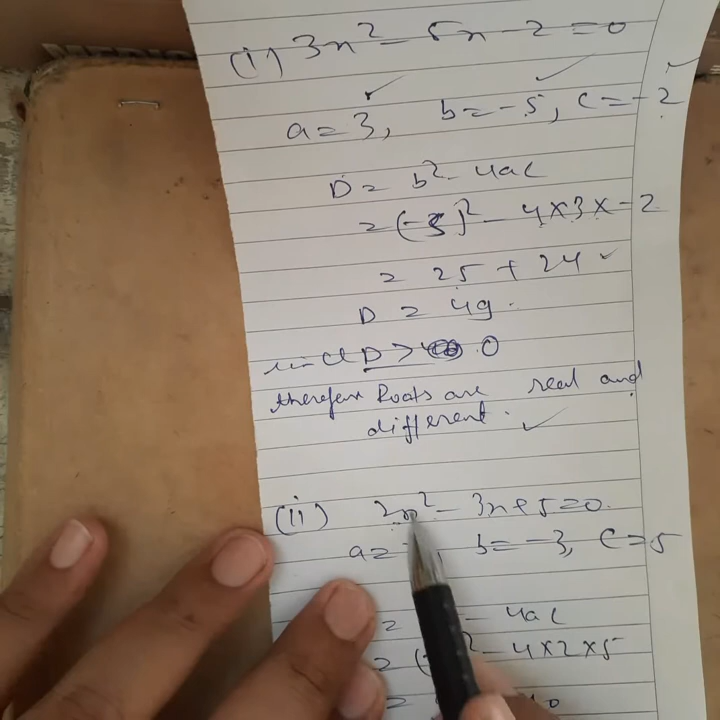 (i) 3x² - 5x - 2 = 0
a = 3, b = -5, c = -2
D = b² - 4ac
= (-5)² - 4×3×-2
= 25 + 24
D = 49.
D > 0
therefore Roots are real and
different.
(ii) 2x² - 3x + 5 = 0.
a = b = -3, c = 5
= - 4ac
= ( ² - 4×2×5
=